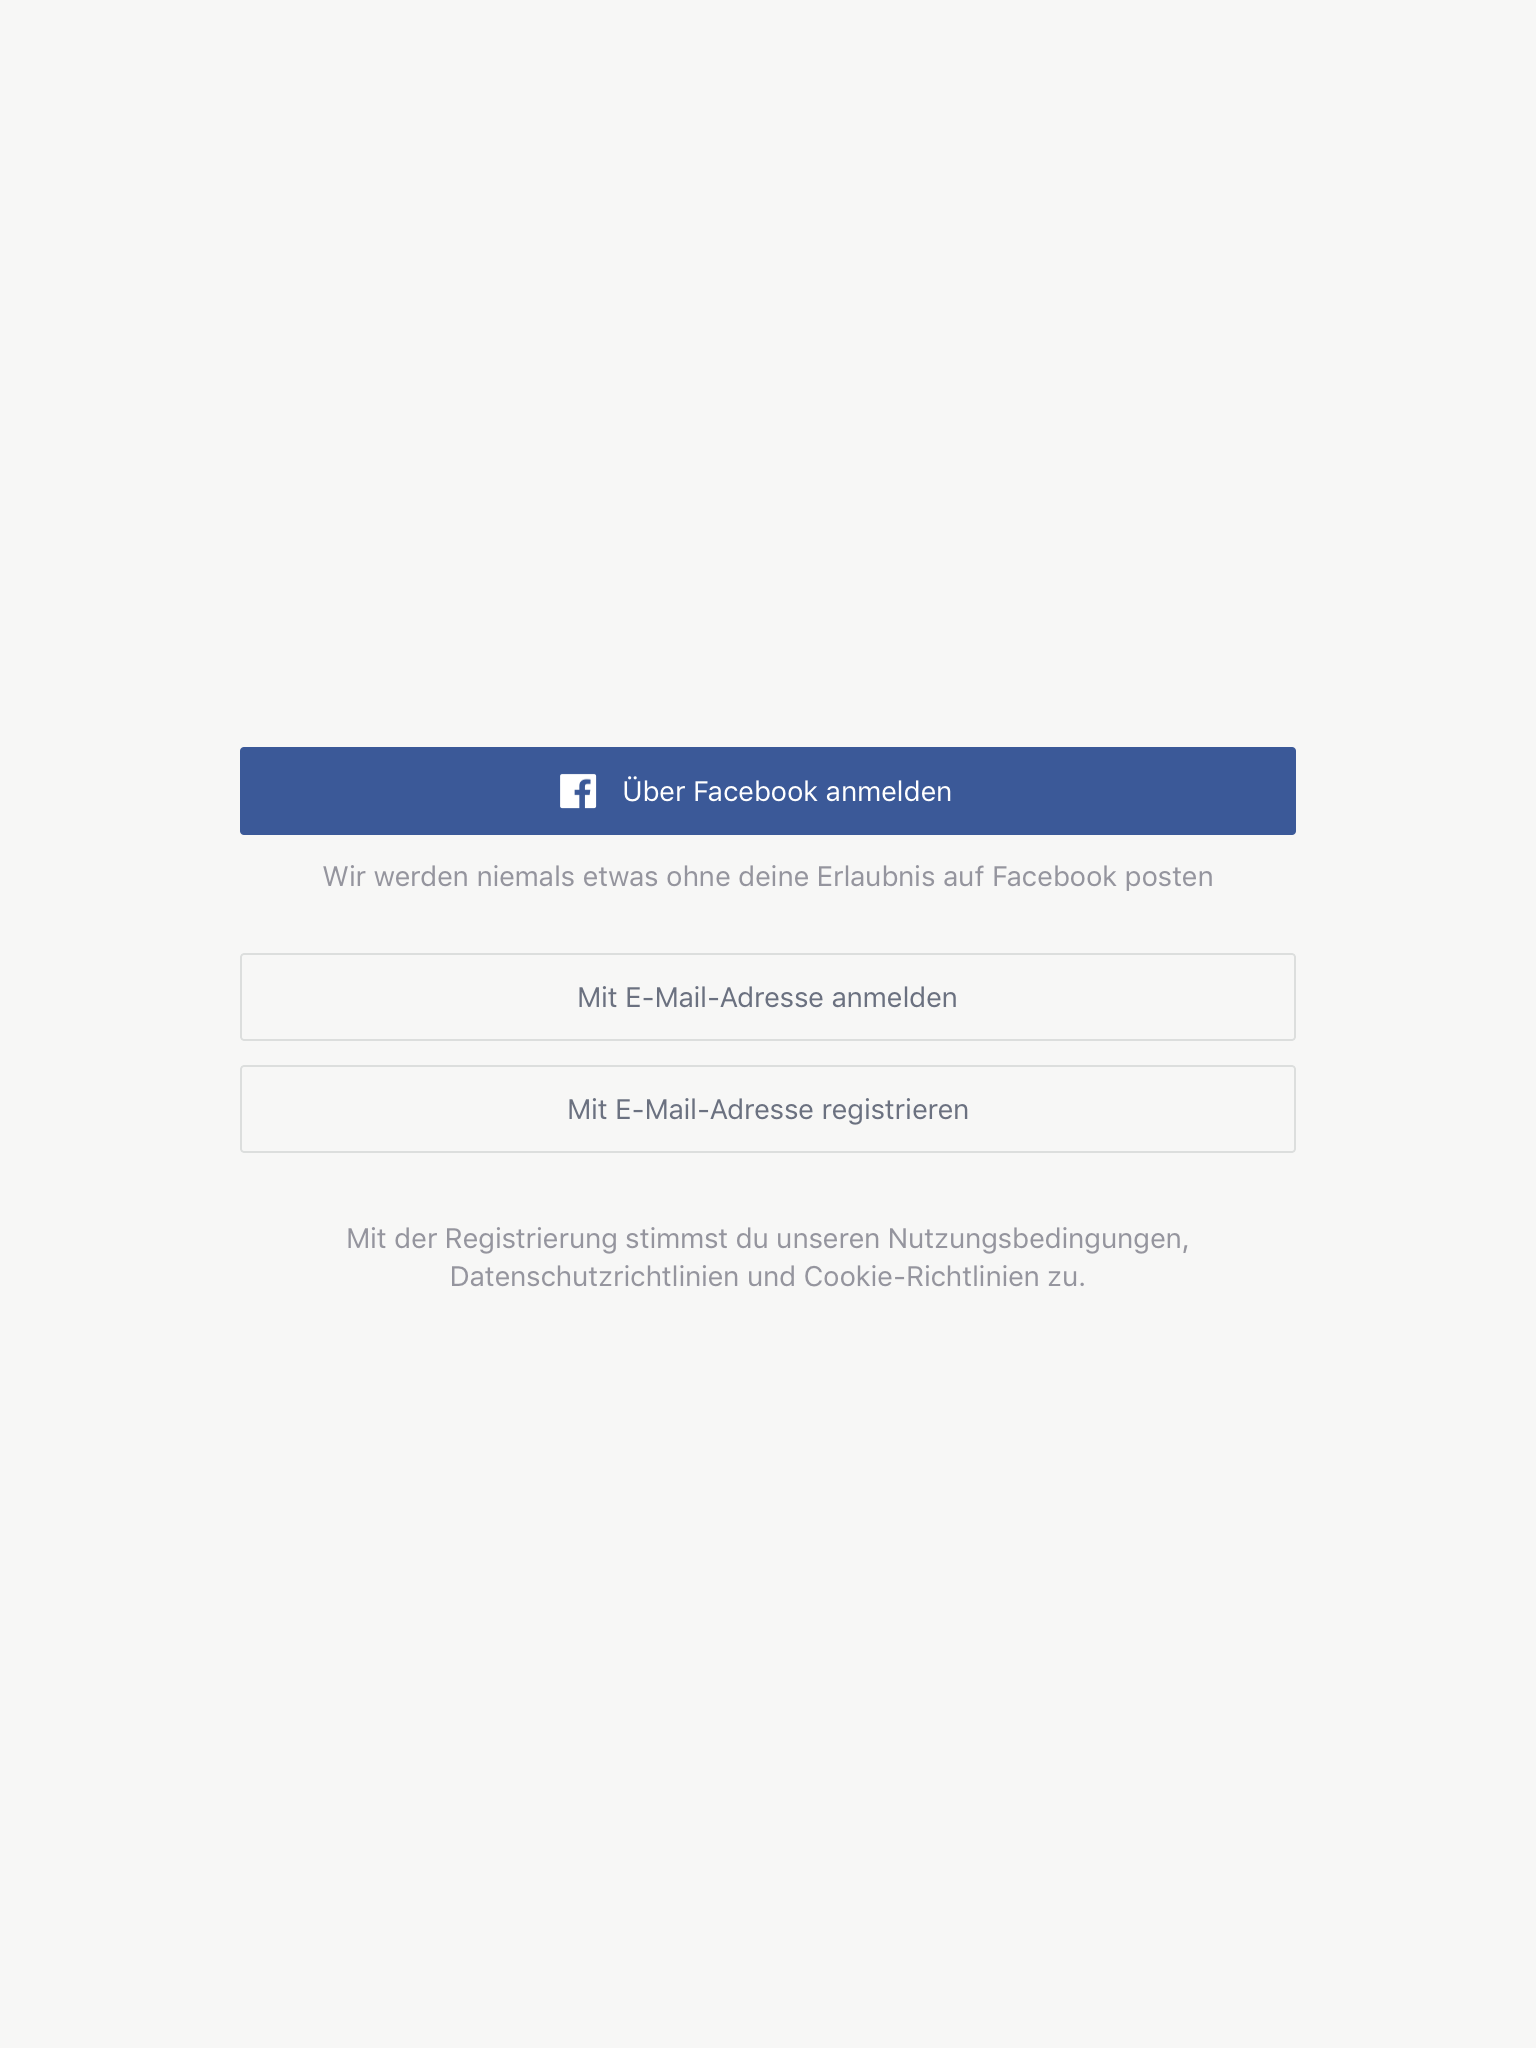 Über Facebook anmelden
Wir werden niemals etwas ohne deine Erlaubnis auf Facebook posten
Mit E-Mail-Adresse anmelden
Mit E-Mail-Adresse registrieren
Mit der Registrierung stimmst du unseren Nutzungsbedingungen,
Datenschutzrichtlinien und Cookie-Richtlinien zu.